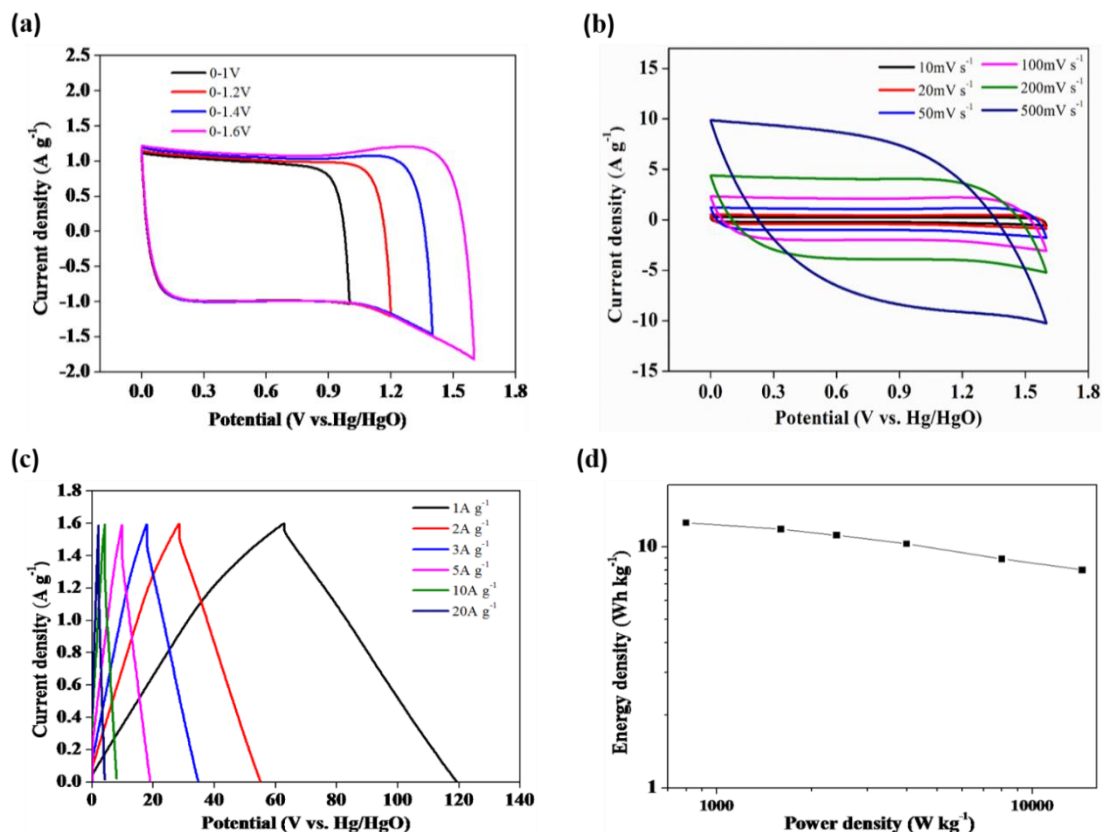 (a)
2.5
2.0
1.5
1.0
0.5
0.0
-0.5
-1.0
-1.5
-2.0
0-1V
0-1.2V
0-1.4V
0-1.6V
Current density (A g⁻¹)
0.0 0.3 0.6 0.9 1.2 1.5 1.8
Potential (V vs.Hg/HgO)
(b)
15
10
5
0
-5
-10
-15
10mV s⁻¹ 100mV s⁻¹
20mV s⁻¹ 200mV s⁻¹
50mV s⁻¹ 500mV s⁻¹
Current density (A g⁻¹)
0.0 0.3 0.6 0.9 1.2 1.5 1.8
Potential (V vs. Hg/HgO)
(c)
1.8
1.6
1.4
1.2
1.0
0.8
0.6
0.4
0.2
0.0
1A g⁻¹
2A g⁻¹
3A g⁻¹
5A g⁻¹
10A g⁻¹
20A g⁻¹
Current density (A g⁻¹)
0 20 40 60 80 100 120 140
Potential (V vs. Hg/HgO)
(d)
10
1
Energy density (Wh kg⁻¹)
1000 10000
Power density (W kg⁻¹)